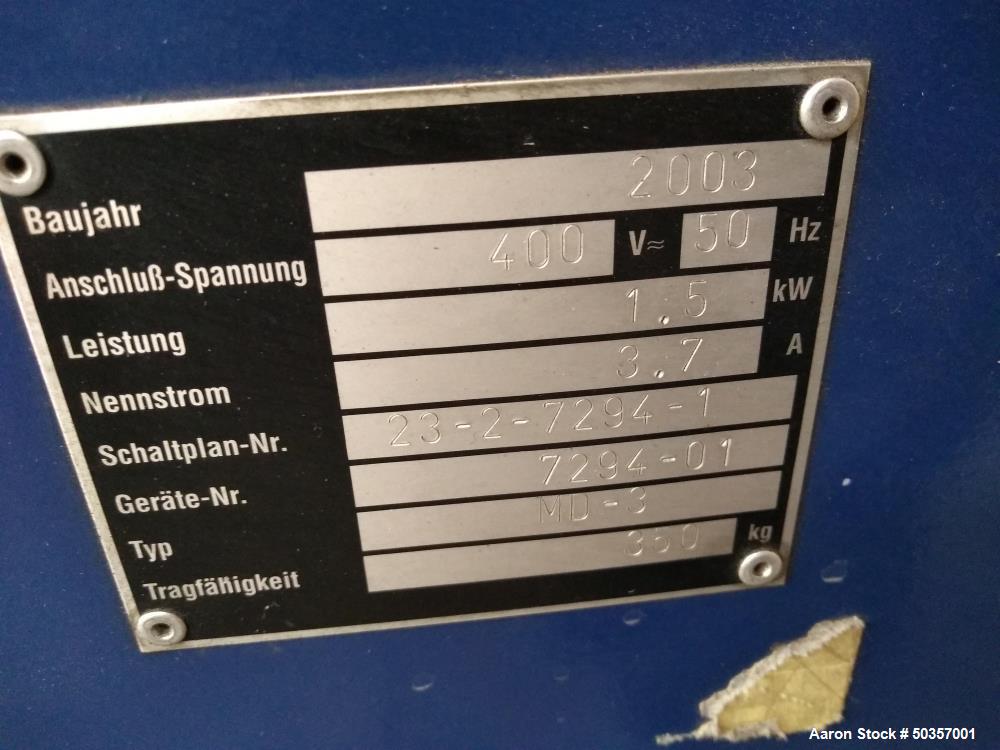 Baujahr 2003
Anschluß-Spannung 400 V≈ 50 Hz
Leistung 1.5 kW
Nennstrom 3.7 A
Schaltplan-Nr. 23-2-7294-1
Geräte-Nr. 7294-01
Typ MD-3
Tragfähigkeit 350 kg
Aaron Stock # 50357001